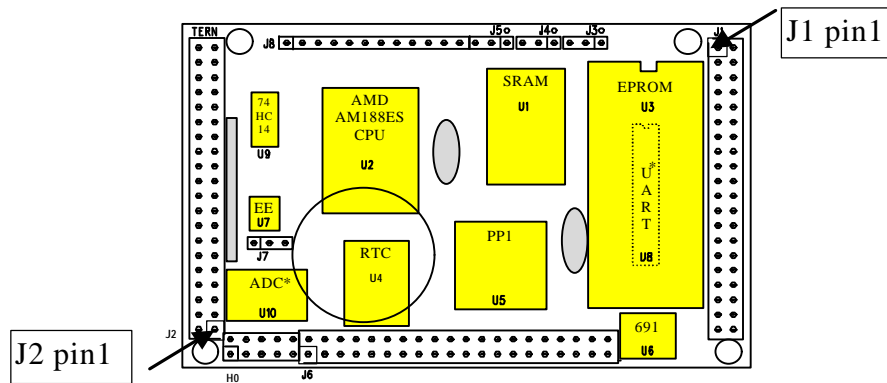 J1 pin1
TERN
J8
J5
J4
J3
J1
74
HC
14
U9
AMD
AM188ES
CPU
U2
SRAM
U1
EPROM
U3
U*
A
R
T
U8
EE
U7
J7
RTC
U4
PP1
U5
ADC*
U10
691
U6
J2
J2 pin1
H0
J6